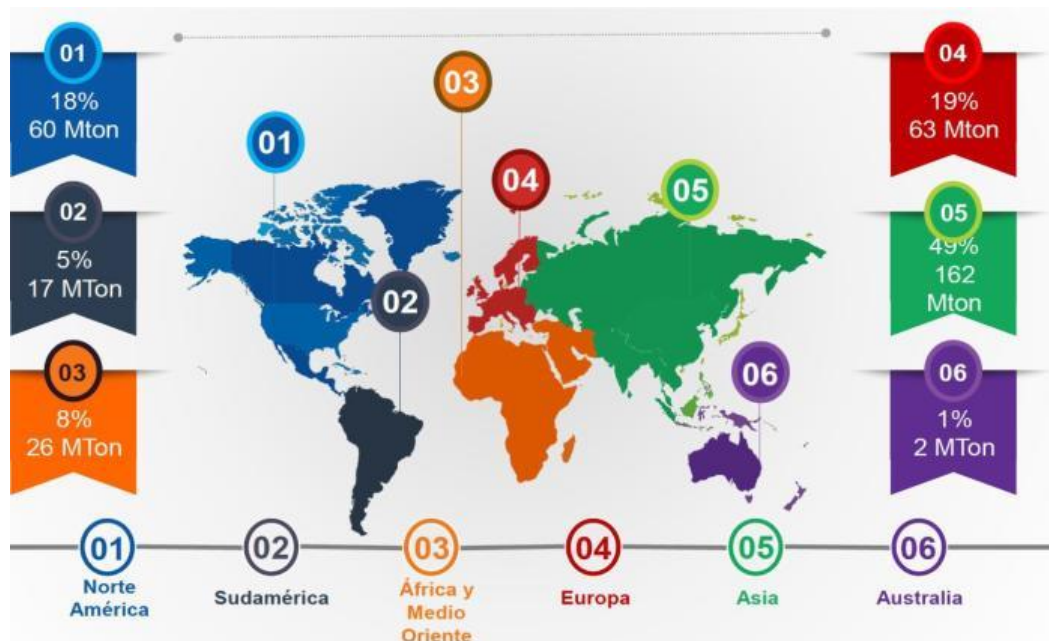 01
18%
60 Mton
02
5%
17 MTon
03
8%
26 MTon
01
02
03
04
05
06
04
19%
63 Mton
05
49%
162
Mton
06
1%
2 MTon
01
Norte
América
02
Sudamérica
03
África y
Medio
Oriente
04
Europa
05
Asia
06
Australia